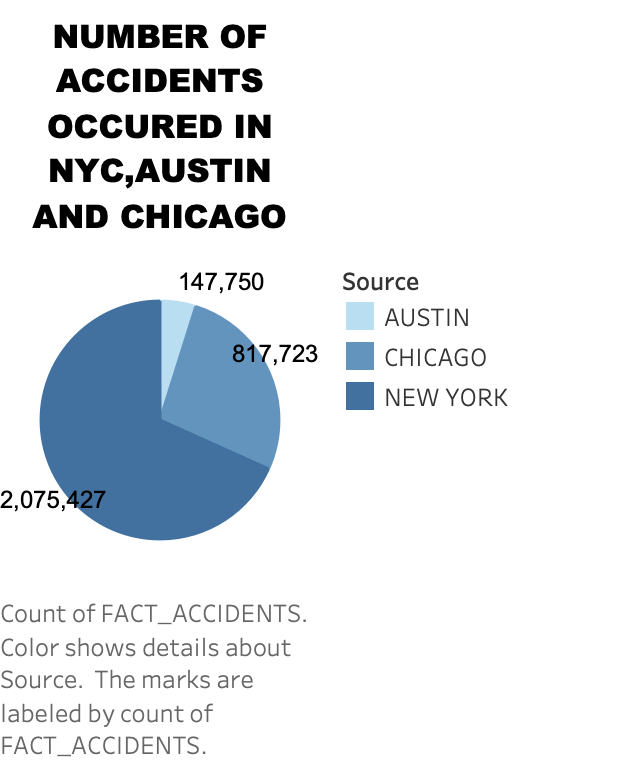 NUMBER OF
ACCIDENTS
OCCURED IN
NYC,AUSTIN
AND CHICAGO
147,750
817,723
2,075,427
Source
AUSTIN
CHICAGO
NEW YORK
Count of FACT_ACCIDENTS.
Color shows details about
Source.  The marks are
labeled by count of
FACT_ACCIDENTS.